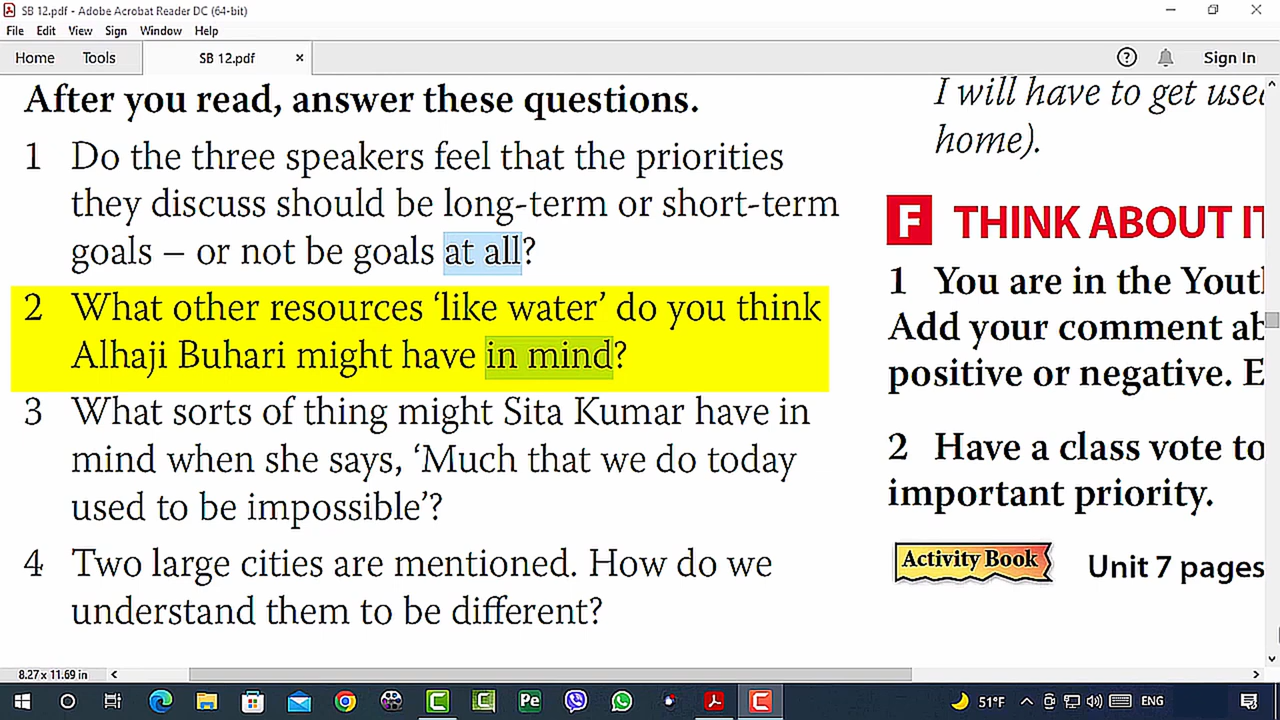 SB 12.pdf - Adobe Acrobat Reader DC (64-bit)
File Edit View Sign Window Help
Home Tools SB 12.pdf × Sign In
After you read, answer these questions.
1 Do the three speakers feel that the priorities
they discuss should be long-term or short-term
goals – or not be goals at all?
2 What other resources ‘like water’ do you think
Alhaji Buhari might have in mind?
3 What sorts of thing might Sita Kumar have in
mind when she says, ‘Much that we do today
used to be impossible’?
4 Two large cities are mentioned. How do we
understand them to be different?
I will have to get used
home).
F THINK ABOUT IT
1 You are in the Yout
Add your comment ab
positive or negative. E
2 Have a class vote to
important priority.
Activity Book Unit 7 pages
8.27 x 11.69 in
51°F ENG